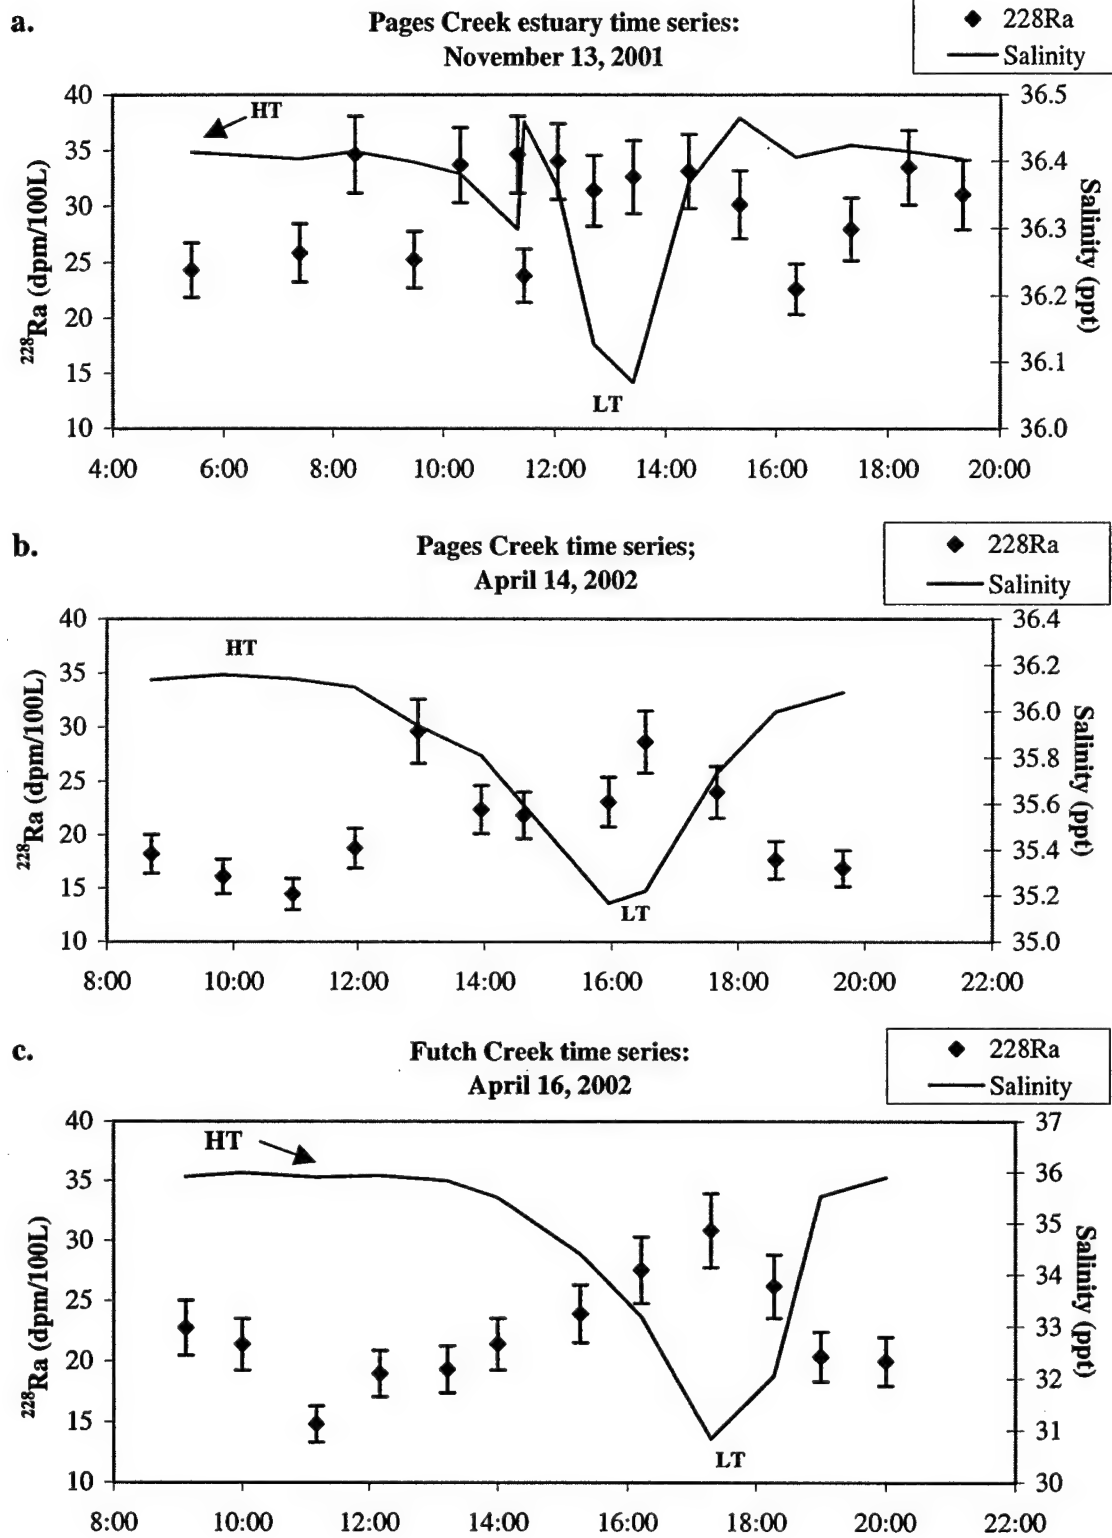 a.
Pages Creek estuary time series:
November 13, 2001
228Ra
Salinity
HT
LT
40
35
30
25
20
15
10
²²⁸Ra (dpm/100L)
36.5
36.4
36.3
36.2
36.1
36.0
Salinity (ppt)
4:00 6:00 8:00 10:00 12:00 14:00 16:00 18:00 20:00
b.
Pages Creek time series;
April 14, 2002
228Ra
Salinity
HT
LT
40
35
30
25
20
15
10
²²⁸Ra (dpm/100L)
36.4
36.2
36.0
35.8
35.6
35.4
35.2
35.0
Salinity (ppt)
8:00 10:00 12:00 14:00 16:00 18:00 20:00 22:00
c.
Futch Creek time series:
April 16, 2002
228Ra
Salinity
HT
LT
40
35
30
25
20
15
10
²²⁸Ra (dpm/100L)
37
36
35
34
33
32
31
30
Salinity (ppt)
8:00 10:00 12:00 14:00 16:00 18:00 20:00